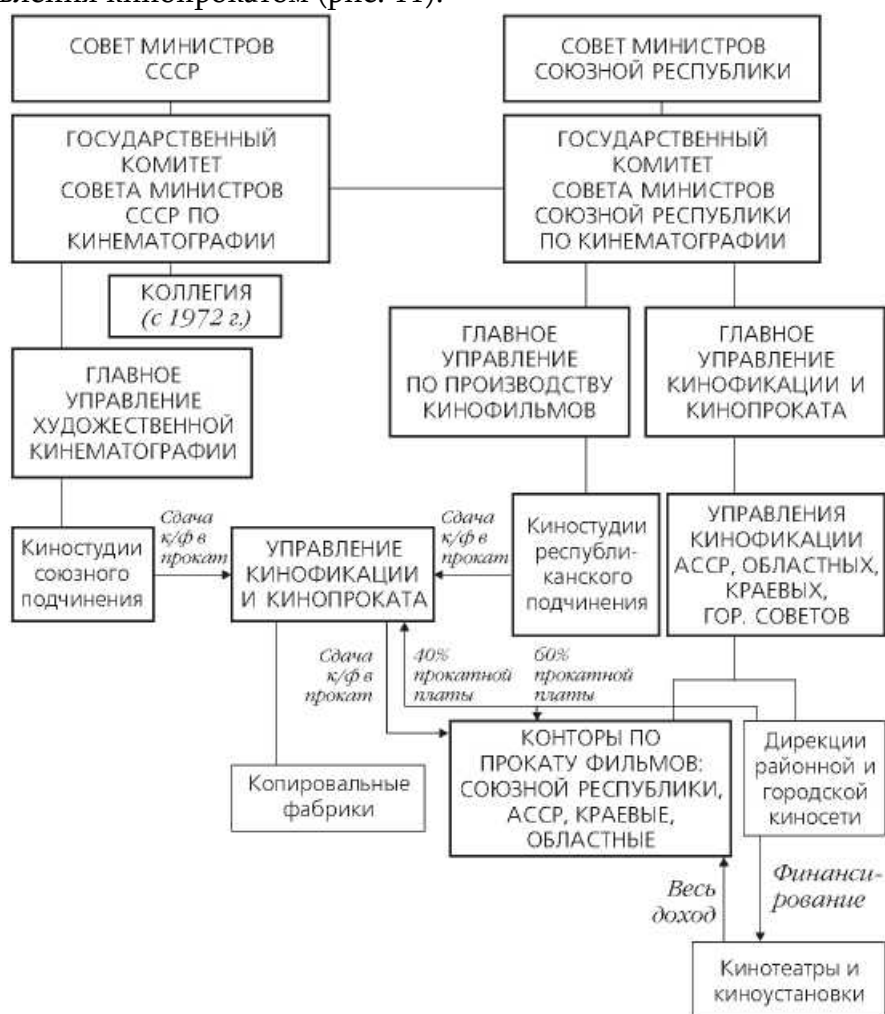 вления кинопрокатом (рис. 11).
СОВЕТ МИНИСТРОВ
СССР
СОВЕТ МИНИСТРОВ
СОЮЗНОЙ РЕСПУБЛИКИ
ГОСУДАРСТВЕННЫЙ
КОМИТЕТ
СОВЕТА МИНИСТРОВ
СССР ПО
КИНЕМАТОГРАФИИ
ГОСУДАРСТВЕННЫЙ
КОМИТЕТ
СОВЕТА МИНИСТРОВ
СОЮЗНОЙ РЕСПУБЛИКИ
ПО КИНЕМАТОГРАФИИ
КОЛЛЕГИЯ
(с 1972 г.)
ГЛАВНОЕ
УПРАВЛЕНИЕ
ХУДОЖЕСТВЕННОЙ
КИНЕМАТОГРАФИИ
ГЛАВНОЕ
УПРАВЛЕНИЕ
ПО ПРОИЗВОДСТВУ
КИНОФИЛЬМОВ
ГЛАВНОЕ
УПРАВЛЕНИЕ
КИНОФИКАЦИИ И
КИНОПРОКАТА
Киностудии
союзного
подчинения
Сдача
к/ф в
прокат
УПРАВЛЕНИЕ
КИНОФИКАЦИИ
И КИНОПРОКАТА
Сдача
к/ф в
прокат
Киностудии
республи-
канского
подчинения
УПРАВЛЕНИЯ
КИНОФИКАЦИИ
АССР, ОБЛАСТНЫХ,
КРАЕВЫХ,
ГОР. СОВЕТОВ
Сдача
к/ф в
прокат
40%
прокатной
платы
60%
прокатной
платы
Копировальные
фабрики
КОНТОРЫ ПО
ПРОКАТУ ФИЛЬМОВ:
СОЮЗНОЙ РЕСПУБЛИКИ,
АССР, КРАЕВЫЕ,
ОБЛАСТНЫЕ
Дирекции
районной и
городской
киносети
Весь
доход
Финанси-
рование
Кинотеатры и
киноустановки